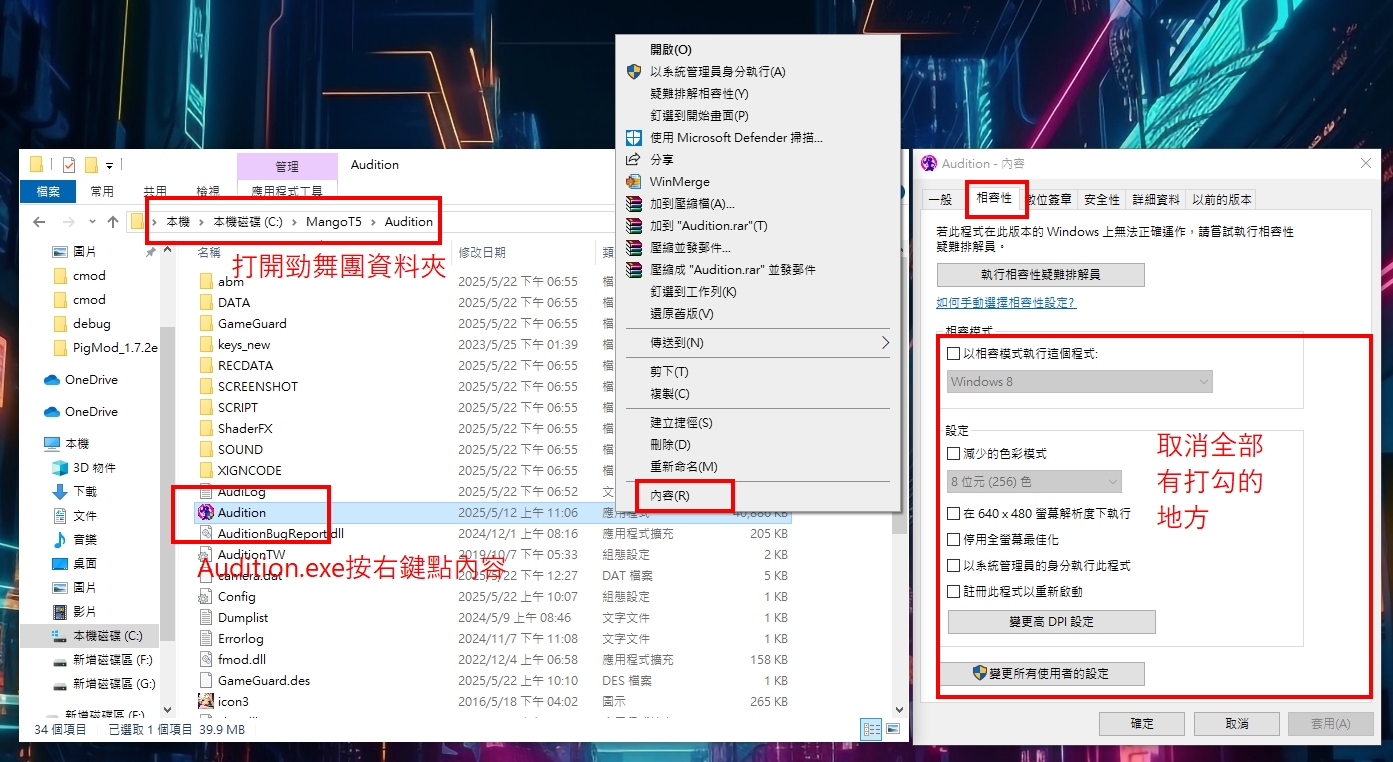 管理
Audition
檔案
常用
共用
檢視
應用程式工具
本機 > 本機磁碟 (C:) > MangoT5 > Audition
打開勁舞團資料夾
圖片
cmod
cmod
debug
PigMod_1.7.2e
OneDrive
OneDrive
本機
3D 物件
下載
文件
音樂
桌面
圖片
影片
本機磁碟 (C:)
新增磁碟區 (F:)
新增磁碟區 (G:)
新增磁碟區 (F:)
名稱 修改日期 類
abm 2025/5/22 下午 06:55 檔
DATA 2025/5/22 下午 06:55 檔
GameGuard 2025/5/22 下午 06:55 檔
keys_new 2023/5/25 下午 01:39 檔
RECDATA 2025/5/22 下午 06:55 檔
SCREENSHOT 2025/5/22 下午 06:55 檔
SCRIPT 2025/5/22 下午 06:55 檔
ShaderFX 2025/5/22 下午 06:55 檔
SOUND 2025/5/22 下午 06:55 檔
XIGNCODE 2025/5/22 下午 06:55 檔
AudiLog 2025/5/22 下午 06:52 文
Audition 2025/5/12 上午 11:06 應用程式 40,880 KB
AuditionBugReport.dll 2024/12/1 上午 08:16 應用程式擴充 205 KB
AuditionTW 2019/10/7 下午 05:33 組態設定 2 KB
Audition.exe按右鍵點內容
camera.dat 2025/5/22 下午 12:27 DAT 檔案 5 KB
Config 2025/5/22 上午 10:07 組態設定 1 KB
Dumplist 2024/5/9 上午 08:46 文字文件 1 KB
Errorlog 2024/11/7 下午 11:08 文字文件 1 KB
fmod.dll 2022/12/4 上午 06:58 應用程式擴充 158 KB
GameGuard.des 2025/5/22 上午 10:10 DES 檔案 1 KB
icon3 2016/5/18 下午 04:02 圖示 265 KB
34 個項目 已選取 1 個項目 39.9 MB
開啟(O)
以系統管理員身分執行(A)
疑難排解相容性(Y)
釘選到開始畫面(P)
使用 Microsoft Defender 掃描...
分享
WinMerge
加到壓縮檔(A)...
加到 "Audition.rar"(T)
壓縮並發郵件...
壓縮成 "Audition.rar" 並發郵件
釘選到工作列(K)
還原舊版(V)
傳送到(N)
剪下(T)
複製(C)
建立捷徑(S)
刪除(D)
重新命名(M)
內容(R)
Audition - 內容
一般 相容性 數位簽章 安全性 詳細資料 以前的版本
若此程式在此版本的 Windows 上無法正確運作，請嘗試執行相容性
疑難排解員。
執行相容性疑難排解員
如何手動選擇相容性設定?
相容模式
以相容模式執行這個程式:
Windows 8
設定
減少的色彩模式
8 位元 (256) 色
在 640 x 480 螢幕解析度下執行
停用全螢幕最佳化
以系統管理員的身分執行此程式
註冊此程式以重新啟動
變更高 DPI 設定
取消全部
有打勾的
地方
變更所有使用者的設定
確定 取消 套用(A)